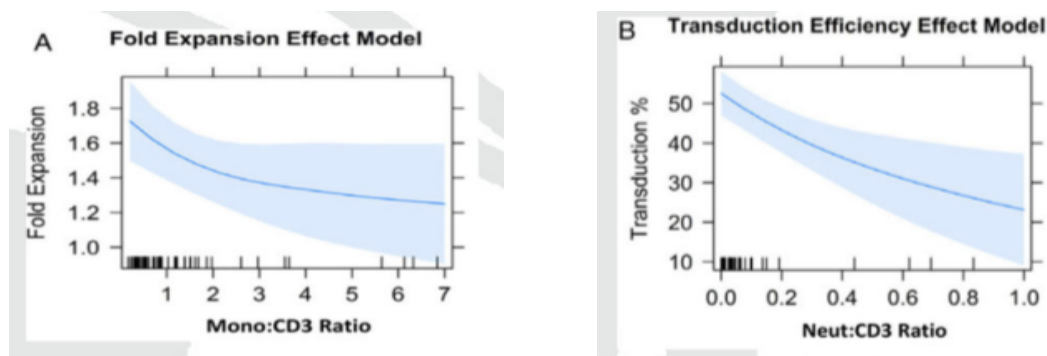 A
Fold Expansion Effect Model
Fold Expansion
1.8
1.6
1.4
1.2
1.0
1 2 3 4 5 6 7
Mono:CD3 Ratio
B
Transduction Efficiency Effect Model
Transduction %
50
40
30
20
10
0.0 0.2 0.4 0.6 0.8 1.0
Neut:CD3 Ratio